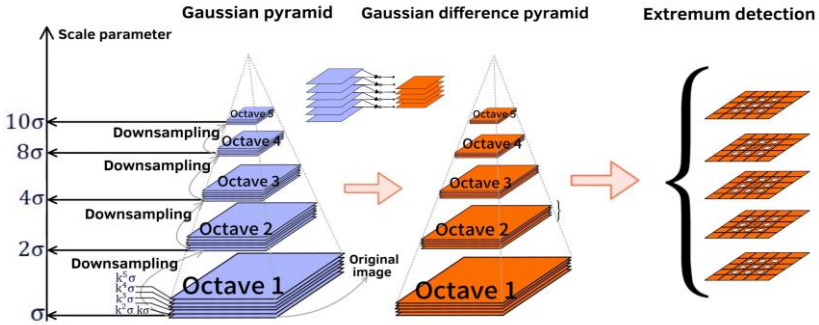 Gaussian pyramid
Gaussian difference pyramid
Extremum detection
Scale parameter
10σ
8σ
4σ
2σ
σ
Downsampling
Downsampling
Downsampling
Downsampling
Octave 5
Octave 4
Octave 3
Octave 2
Octave 1
k⁵σ
k⁴σ
k³σ
k²σ kσ
Original
image
Octave 5
Octave 4
Octave 3
Octave 2
Octave 1